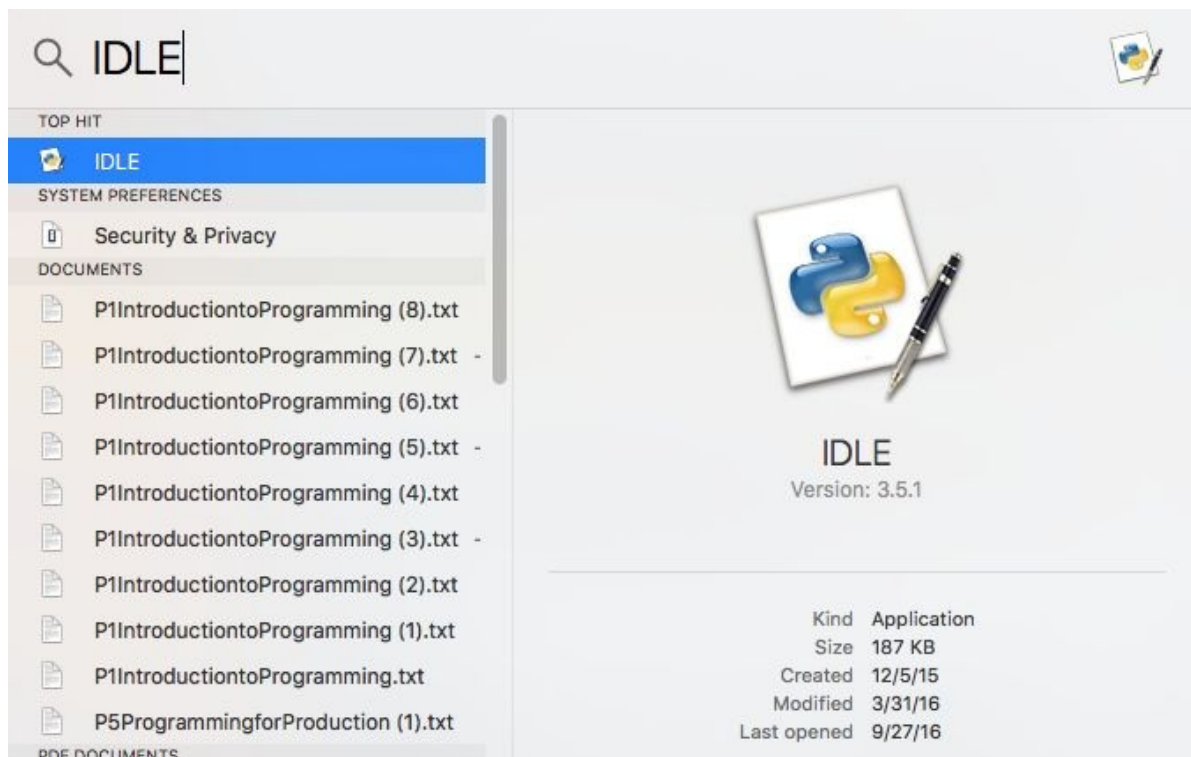 IDLE
TOP HIT
IDLE
SYSTEM PREFERENCES
Security & Privacy
DOCUMENTS
P1IntroductiontoProgramming (8).txt
P1IntroductiontoProgramming (7).txt -
P1IntroductiontoProgramming (6).txt
P1IntroductiontoProgramming (5).txt -
P1IntroductiontoProgramming (4).txt
P1IntroductiontoProgramming (3).txt -
P1IntroductiontoProgramming (2).txt
P1IntroductiontoProgramming (1).txt
P1IntroductiontoProgramming.txt
P5ProgrammingforProduction (1).txt
PDF DOCUMENTS
IDLE
Version: 3.5.1
Kind Application
Size 187 KB
Created 12/5/15
Modified 3/31/16
Last opened 9/27/16